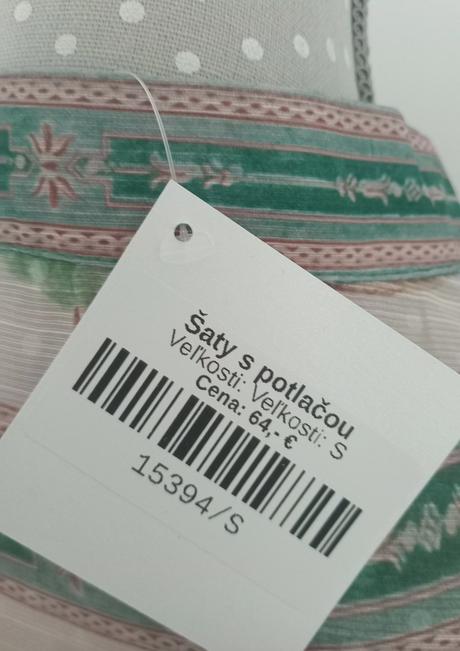 Šaty s potlačou
Veľkosti: Veľkosti: S
Cena: 64,- €
15394/S